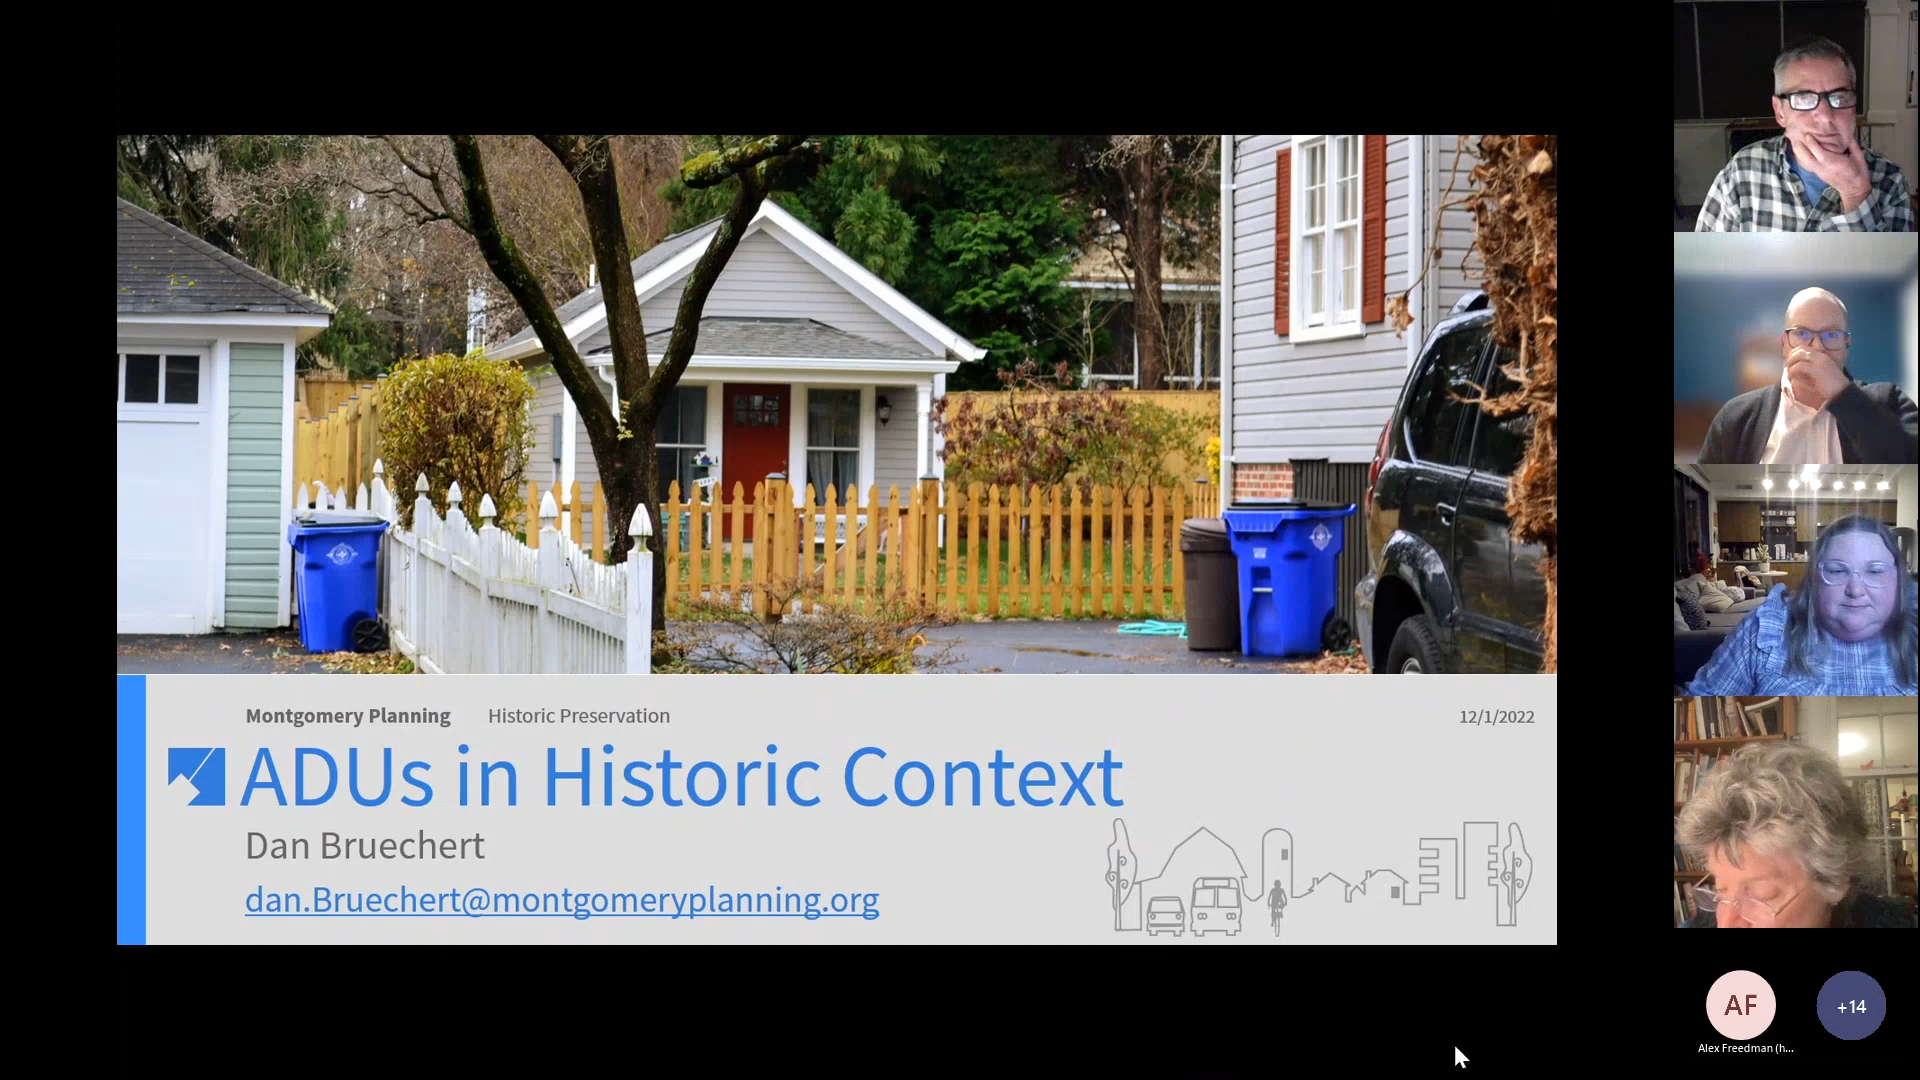 Montgomery Planning Historic Preservation 12/1/2022
ADUs in Historic Context
Dan Bruechert
dan.Bruechert@montgomeryplanning.org
AF
+14
Alex Freedman (h...